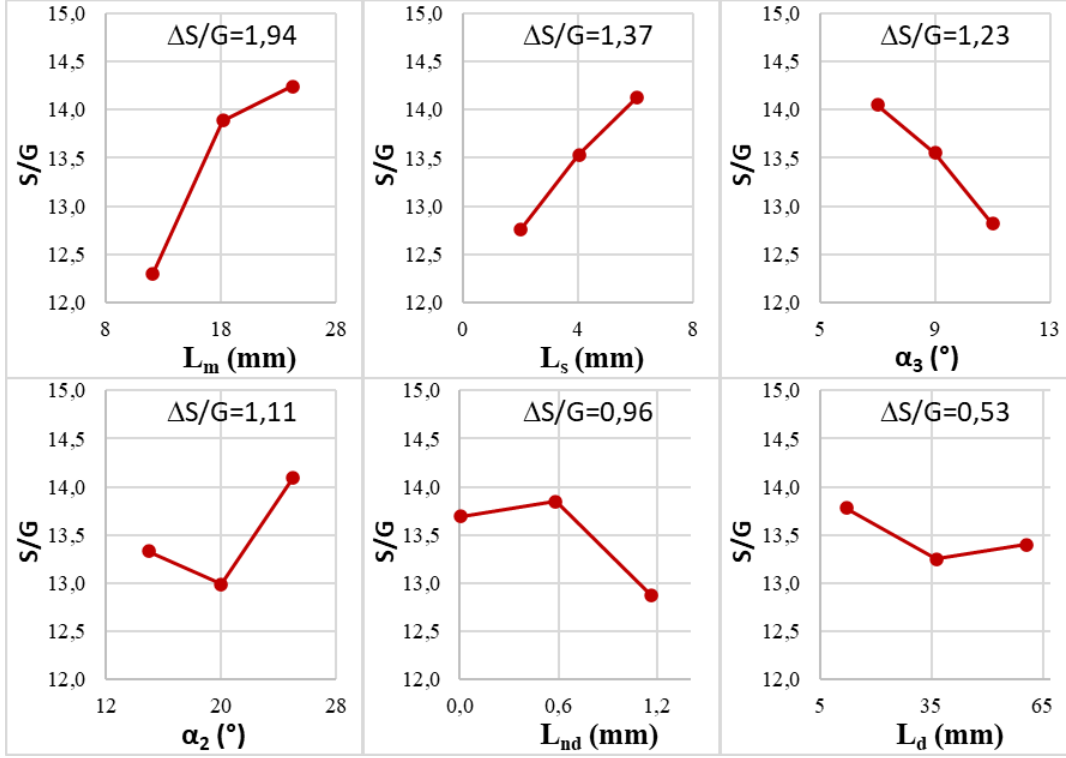 ΔS/G=1,94
S/G
15,0
14,5
14,0
13,5
13,0
12,5
12,0
8 18 28
Lm (mm)
ΔS/G=1,37
S/G
15,0
14,5
14,0
13,5
13,0
12,5
12,0
0 4 8
Ls (mm)
ΔS/G=1,23
S/G
15,0
14,5
14,0
13,5
13,0
12,5
12,0
5 9 13
α3 (°)
ΔS/G=1,11
S/G
15,0
14,5
14,0
13,5
13,0
12,5
12,0
12 20 28
α2 (°)
ΔS/G=0,96
S/G
15,0
14,5
14,0
13,5
13,0
12,5
12,0
0,0 0,6 1,2
Lnd (mm)
ΔS/G=0,53
S/G
15,0
14,5
14,0
13,5
13,0
12,5
12,0
5 35 65
Ld (mm)